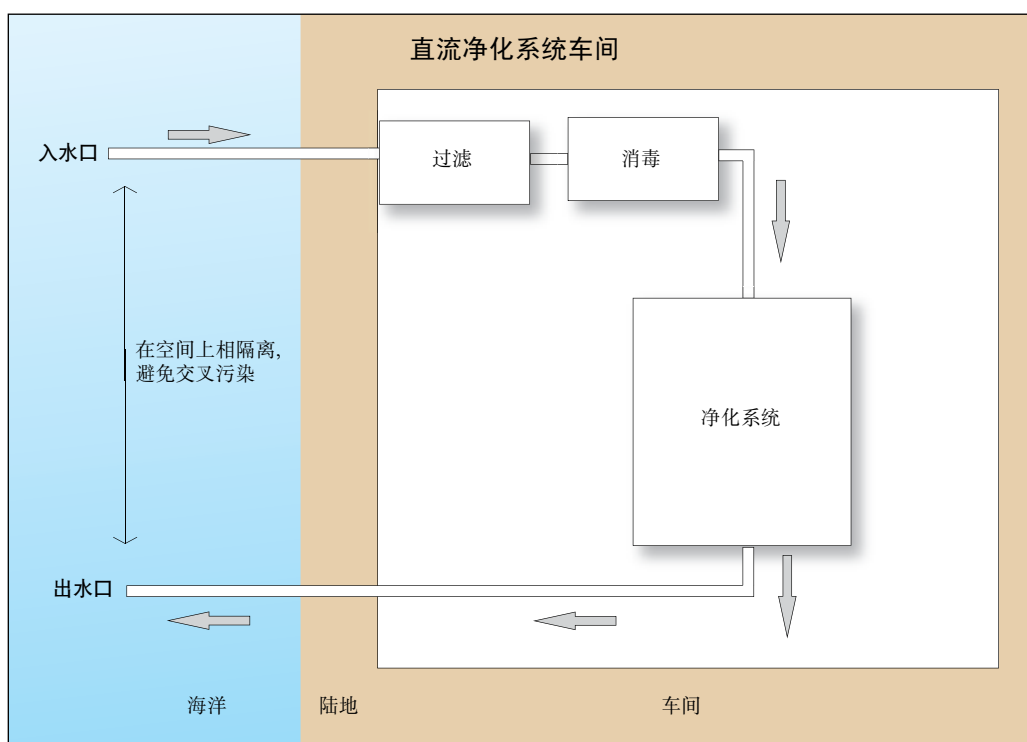 直流净化系统车间
入水口
过滤
消毒
在空间上相隔离,
避免交叉污染
净化系统
出水口
海洋
陆地
车间